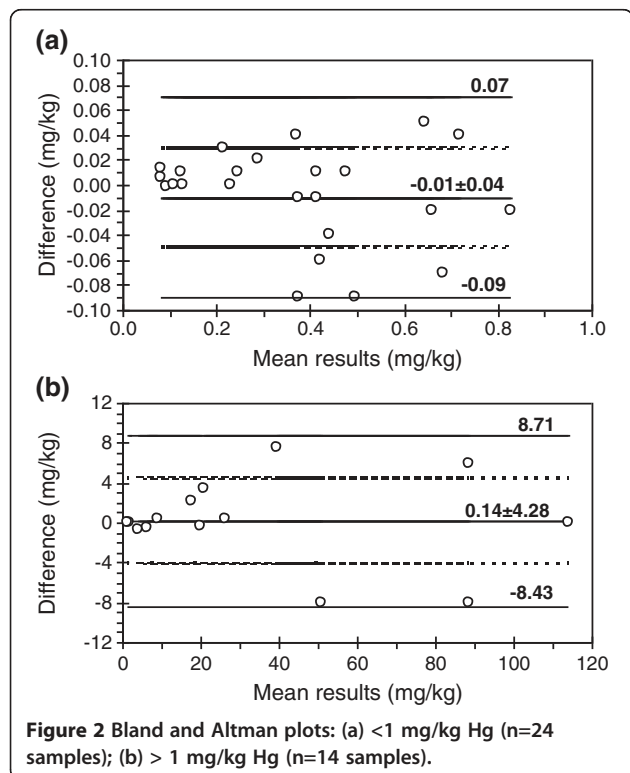 (a)
0.10
0.08
0.06
0.04
0.02
0.00
-0.02
-0.04
-0.06
-0.08
-0.10
Difference (mg/kg)
0.07
-0.01±0.04
-0.09
0.0 0.2 0.4 0.6 0.8 1.0
Mean results (mg/kg)
(b)
12
8
4
0
-4
-8
-12
Difference (mg/kg)
8.71
0.14±4.28
-8.43
0 20 40 60 80 100 120
Mean results (mg/kg)
Figure 2 Bland and Altman plots: (a) <1 mg/kg Hg (n=24
samples); (b) > 1 mg/kg Hg (n=14 samples).